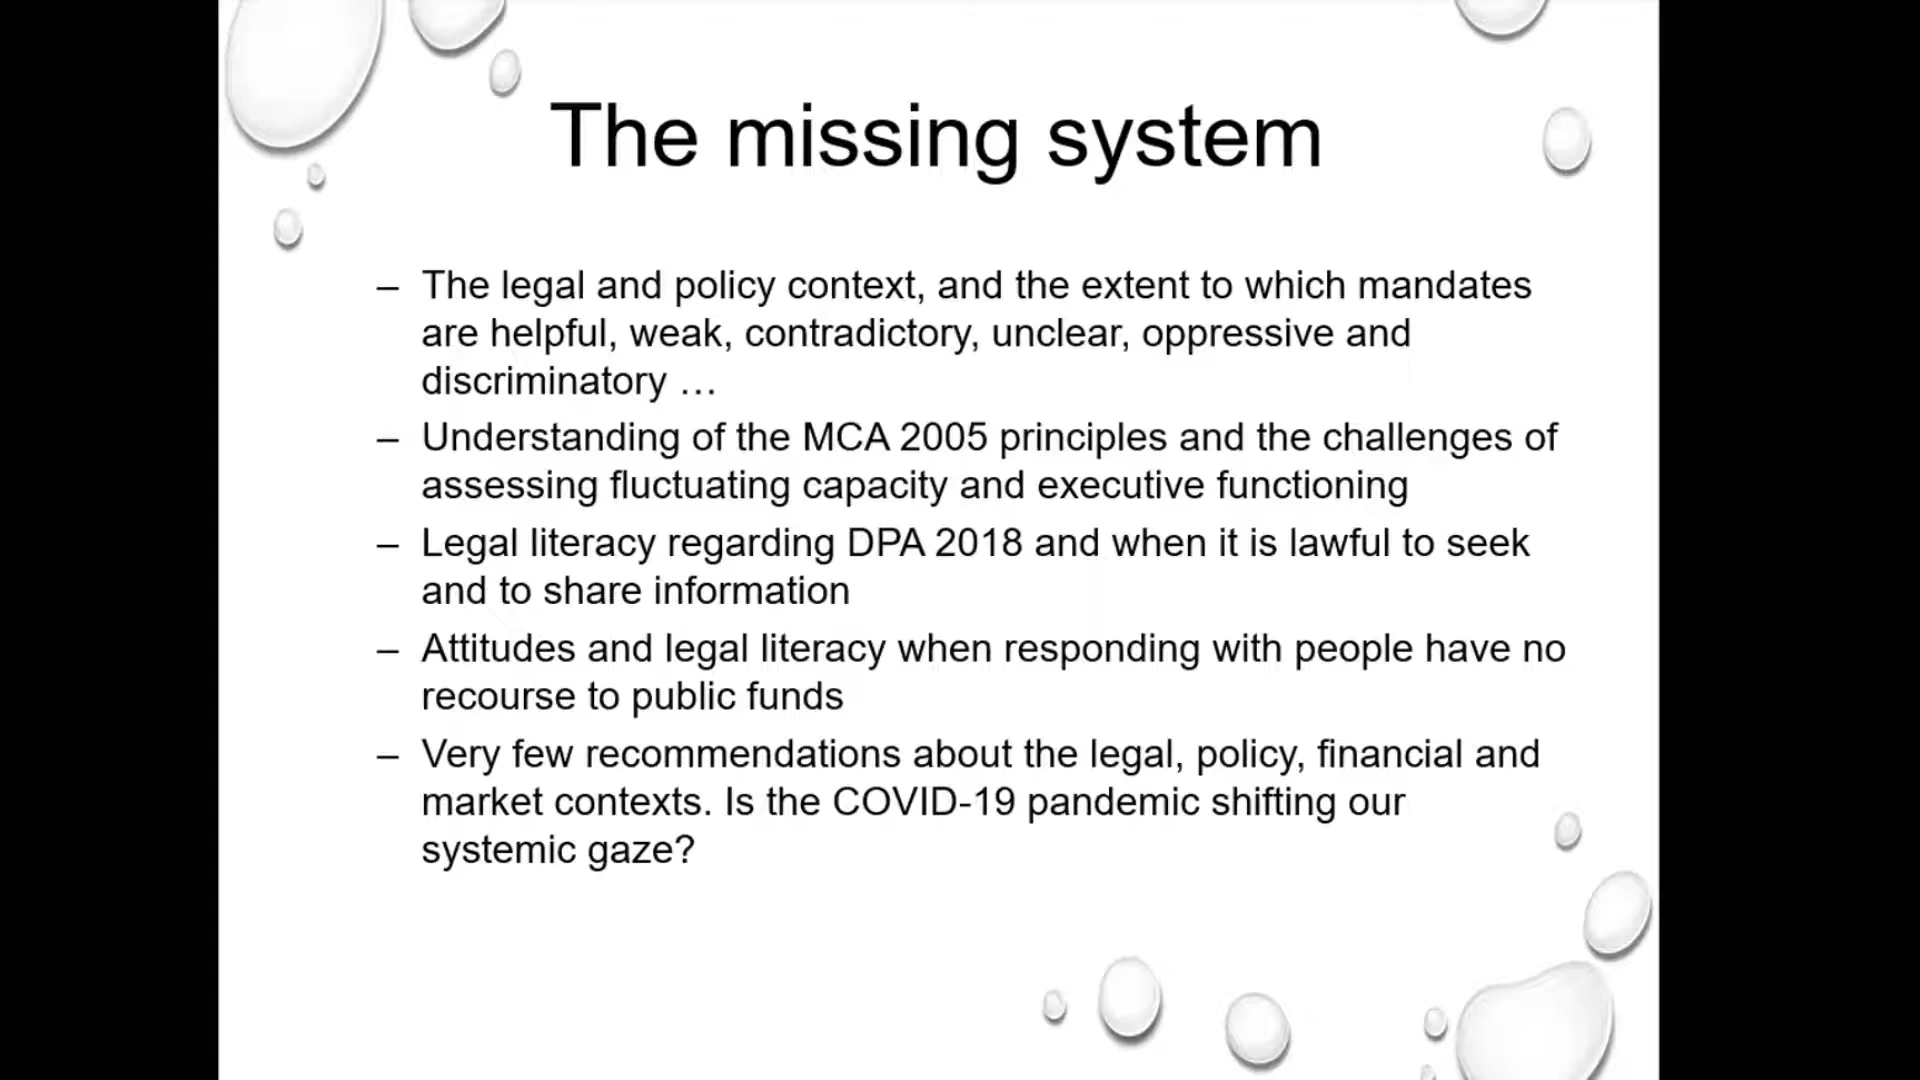 The missing system
– The legal and policy context, and the extent to which mandates
are helpful, weak, contradictory, unclear, oppressive and
discriminatory …
– Understanding of the MCA 2005 principles and the challenges of
assessing fluctuating capacity and executive functioning
– Legal literacy regarding DPA 2018 and when it is lawful to seek
and to share information
– Attitudes and legal literacy when responding with people have no
recourse to public funds
– Very few recommendations about the legal, policy, financial and
market contexts. Is the COVID-19 pandemic shifting our
systemic gaze?